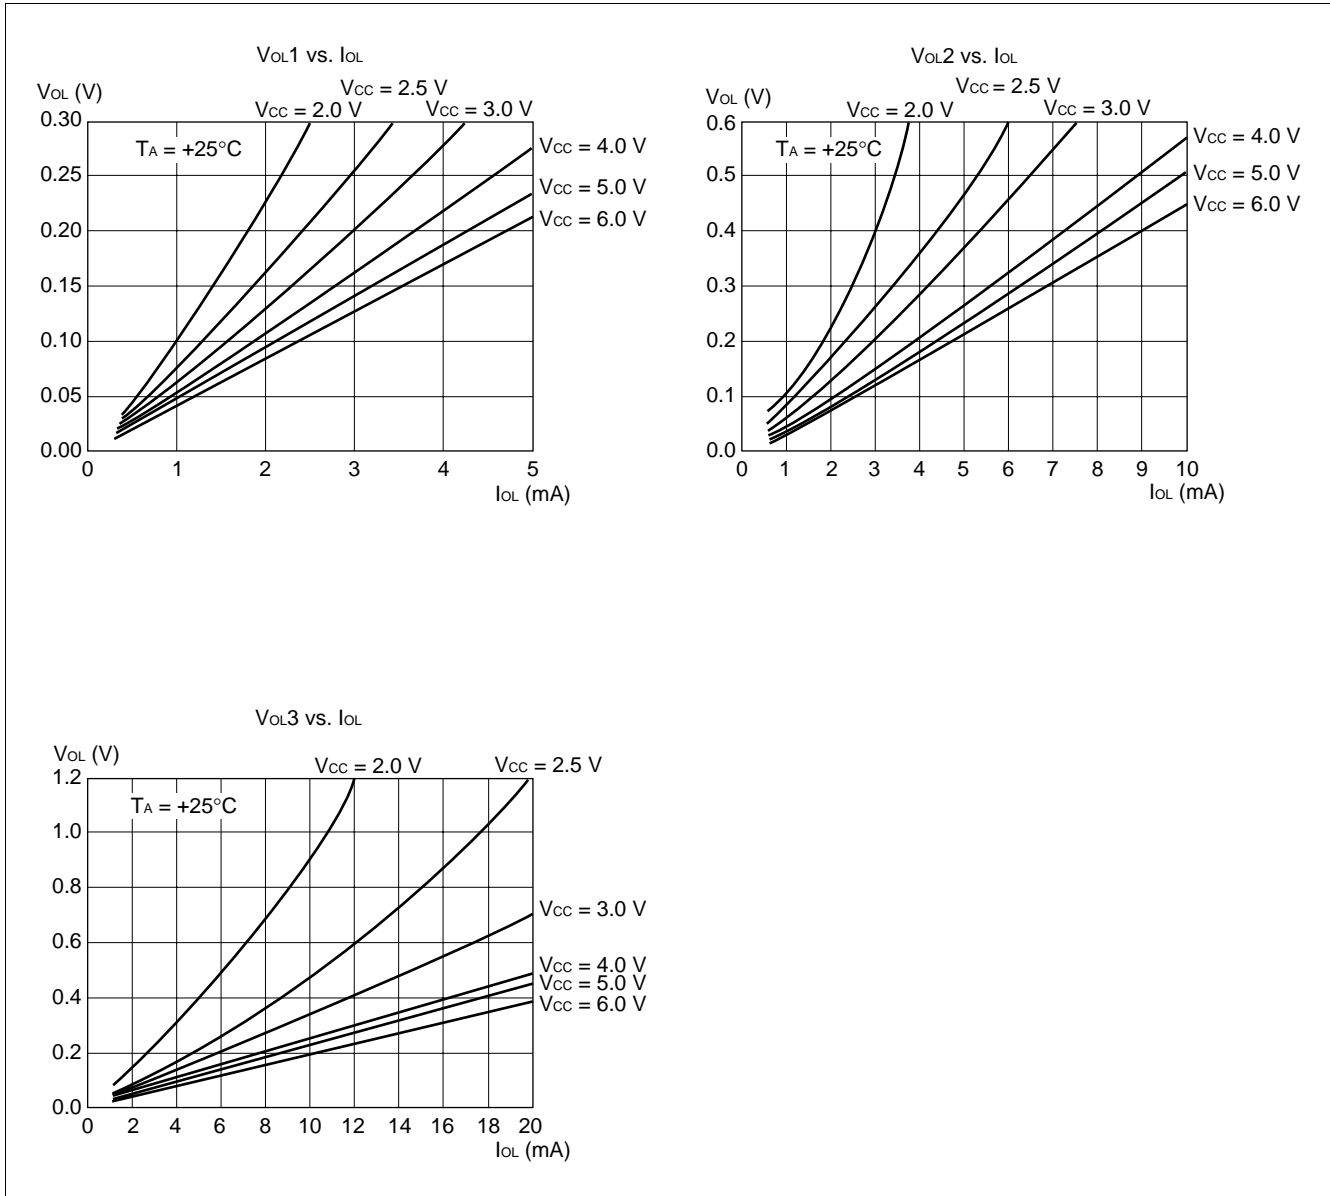 VOL1 vs. IOL
VOL (V)
VCC = 2.5 V
VCC = 2.0 V
VCC = 3.0 V
0.30
TA = +25°C
VCC = 4.0 V
0.25
VCC = 5.0 V
0.20
VCC = 6.0 V
0.15
0.10
0.05
0.00
0 1 2 3 4 5
IOL (mA)
VOL2 vs. IOL
VOL (V)
VCC = 2.5 V
VCC = 2.0 V
VCC = 3.0 V
0.6
TA = +25°C
VCC = 4.0 V
0.5
VCC = 5.0 V
VCC = 6.0 V
0.4
0.3
0.2
0.1
0.0
0 1 2 3 4 5 6 7 8 9 10
IOL (mA)
VOL3 vs. IOL
VOL (V)
VCC = 2.0 V
VCC = 2.5 V
1.2
TA = +25°C
1.0
0.8
VCC = 3.0 V
0.6
VCC = 4.0 V
VCC = 5.0 V
0.4
VCC = 6.0 V
0.2
0.0
0 2 4 6 8 10 12 14 16 18 20
IOL (mA)